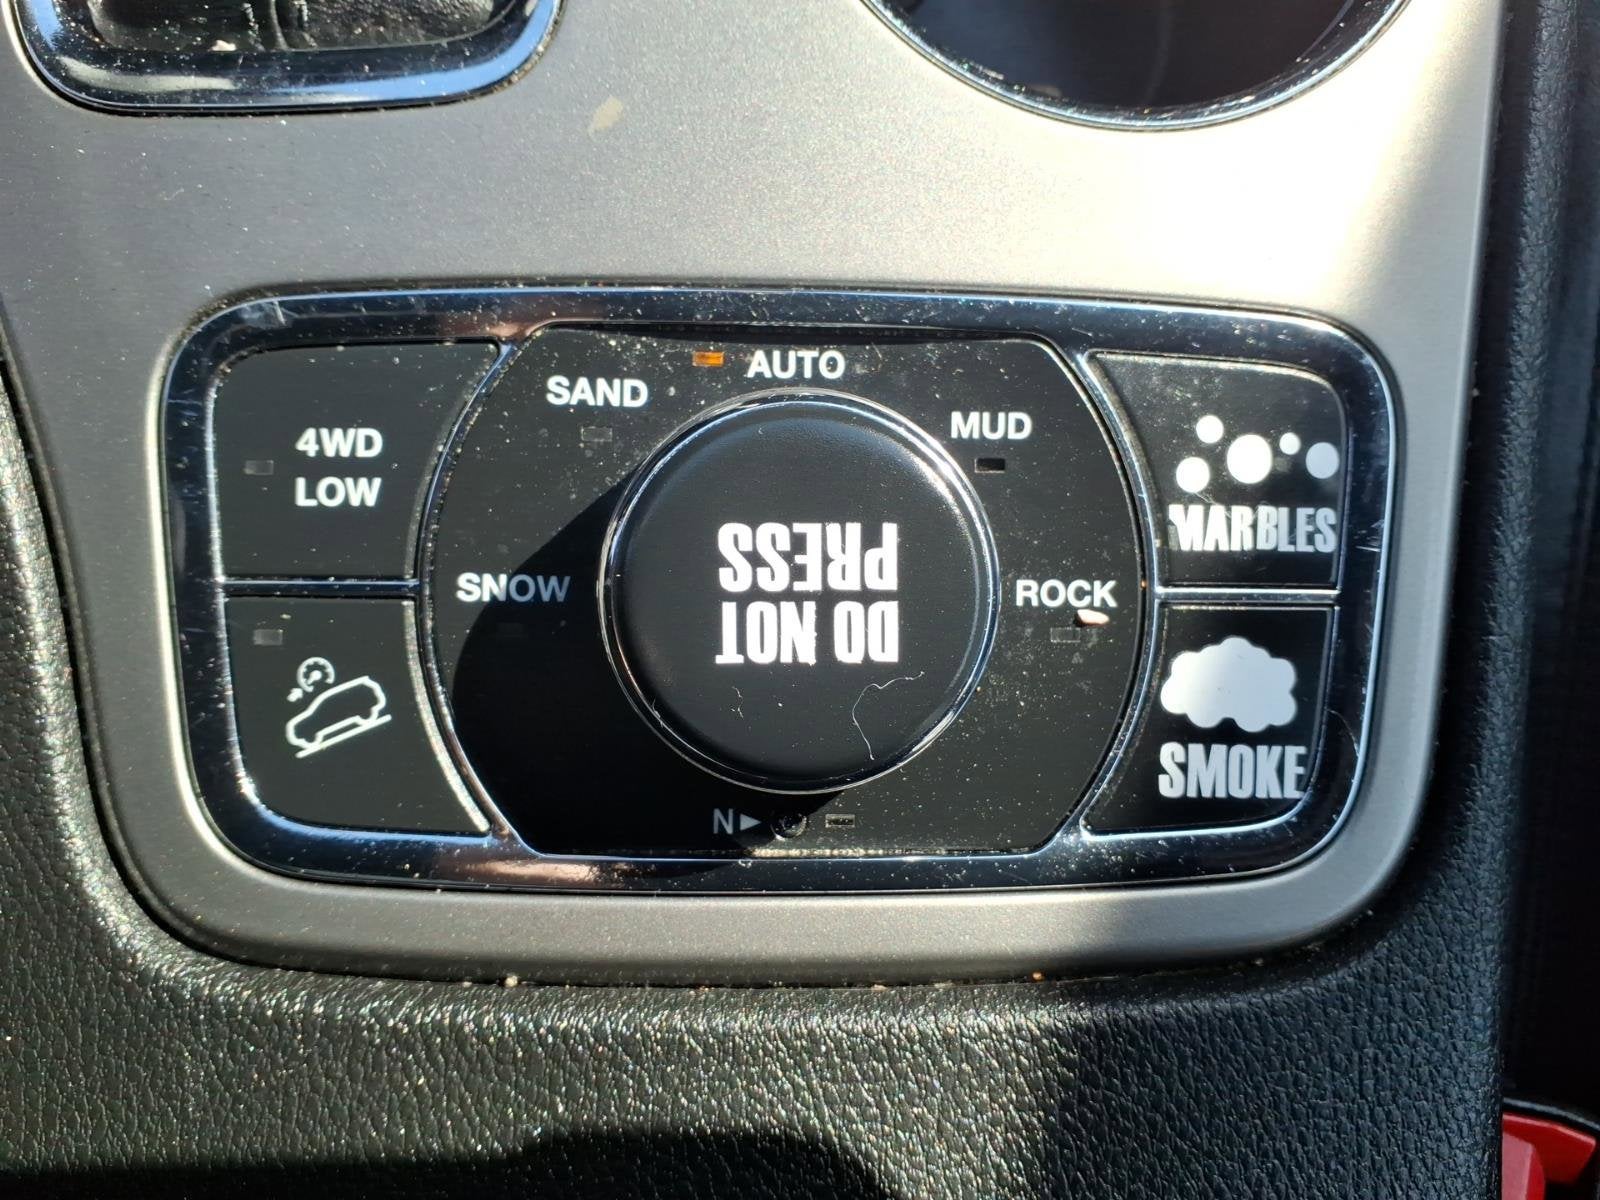 AUTO
SAND
MUD
4WD
LOW
MARBLES
SNOW
ROCK
DO NOT
PRESS
SMOKE
N